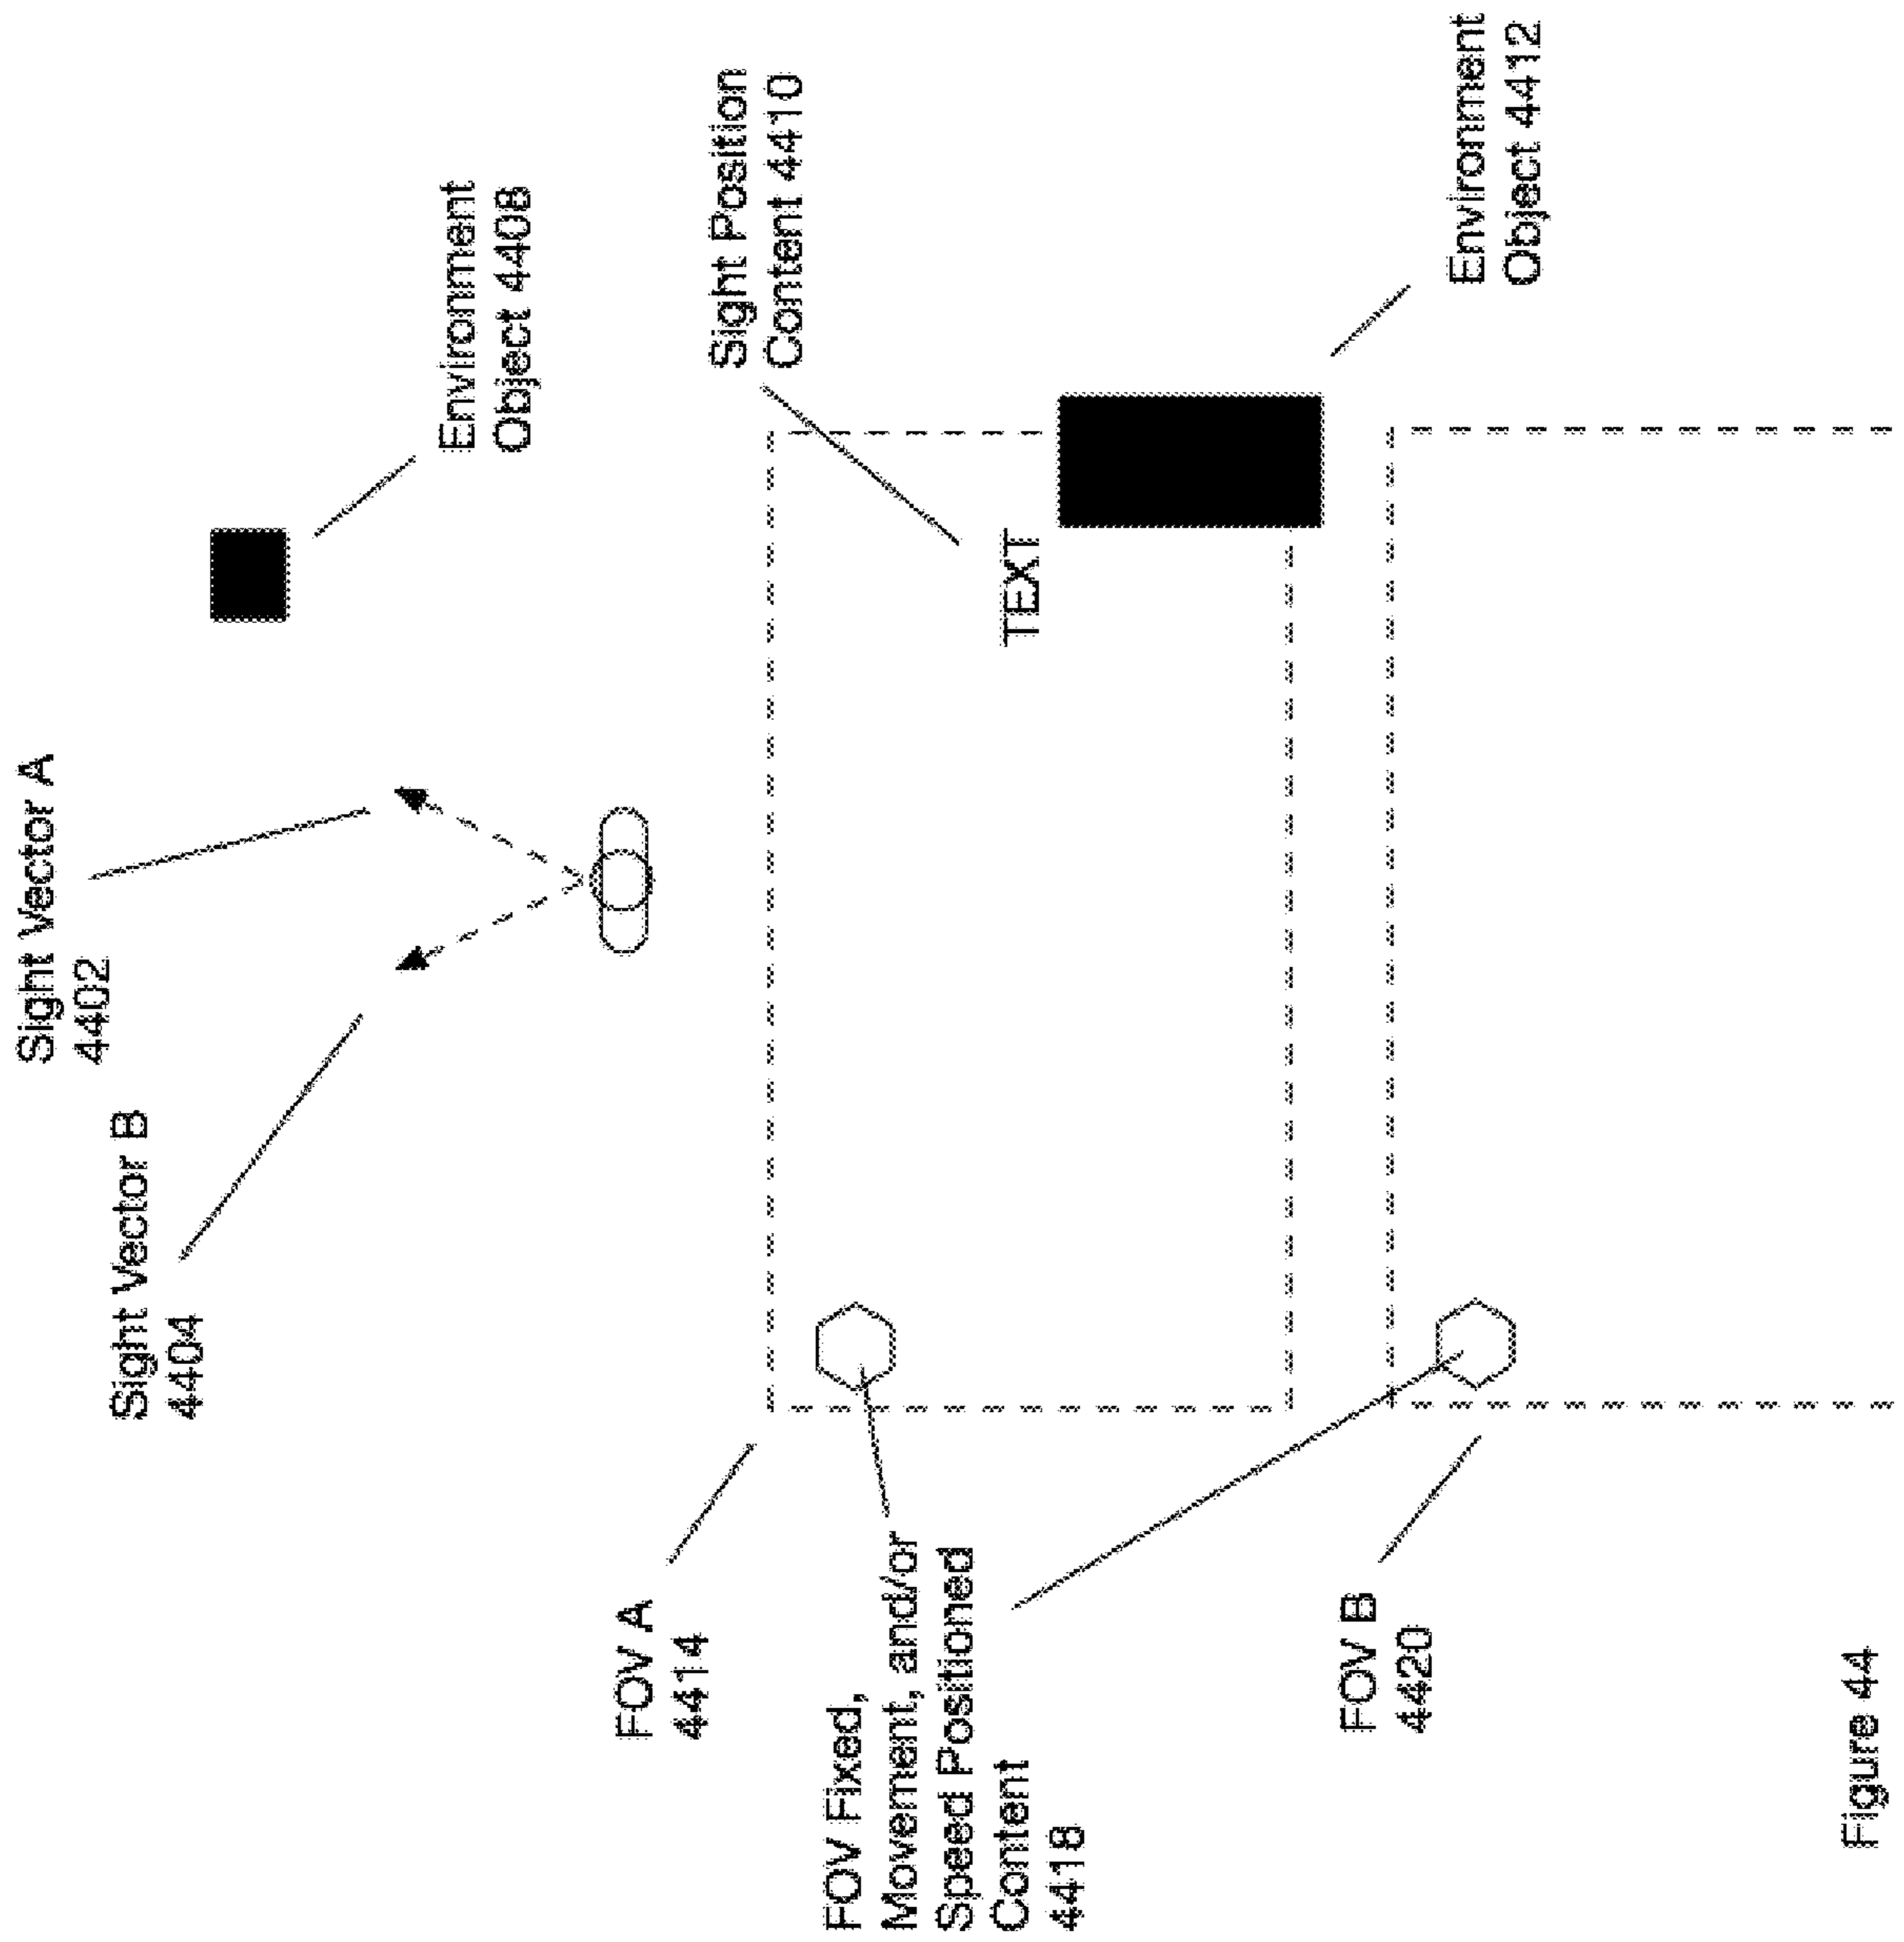 Sight Vector A
4402
Sight Vector B
4404
Environment
Object 4408
FOV A
4414
Sight Position
Content 4410
TEXT
FOV Fixed,
Movement, and/or
Speed Positioned
Content
4418
Environment
Object 4412
FOV B
4420
Figure 44